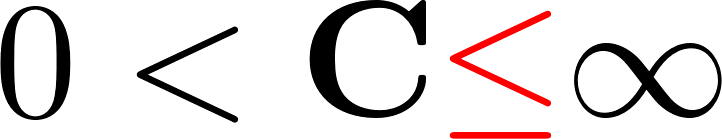 0 < C ≤ ∞